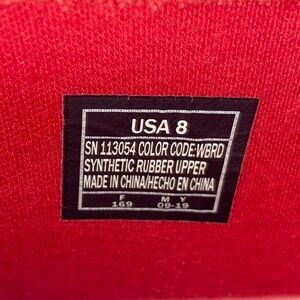 USA 8
SN 113054 COLOR CODE:WBRD
SYNTHETIC RUBBER UPPER
MADE IN CHINA/HECHO EN CHINA
F M Y
169 09-19